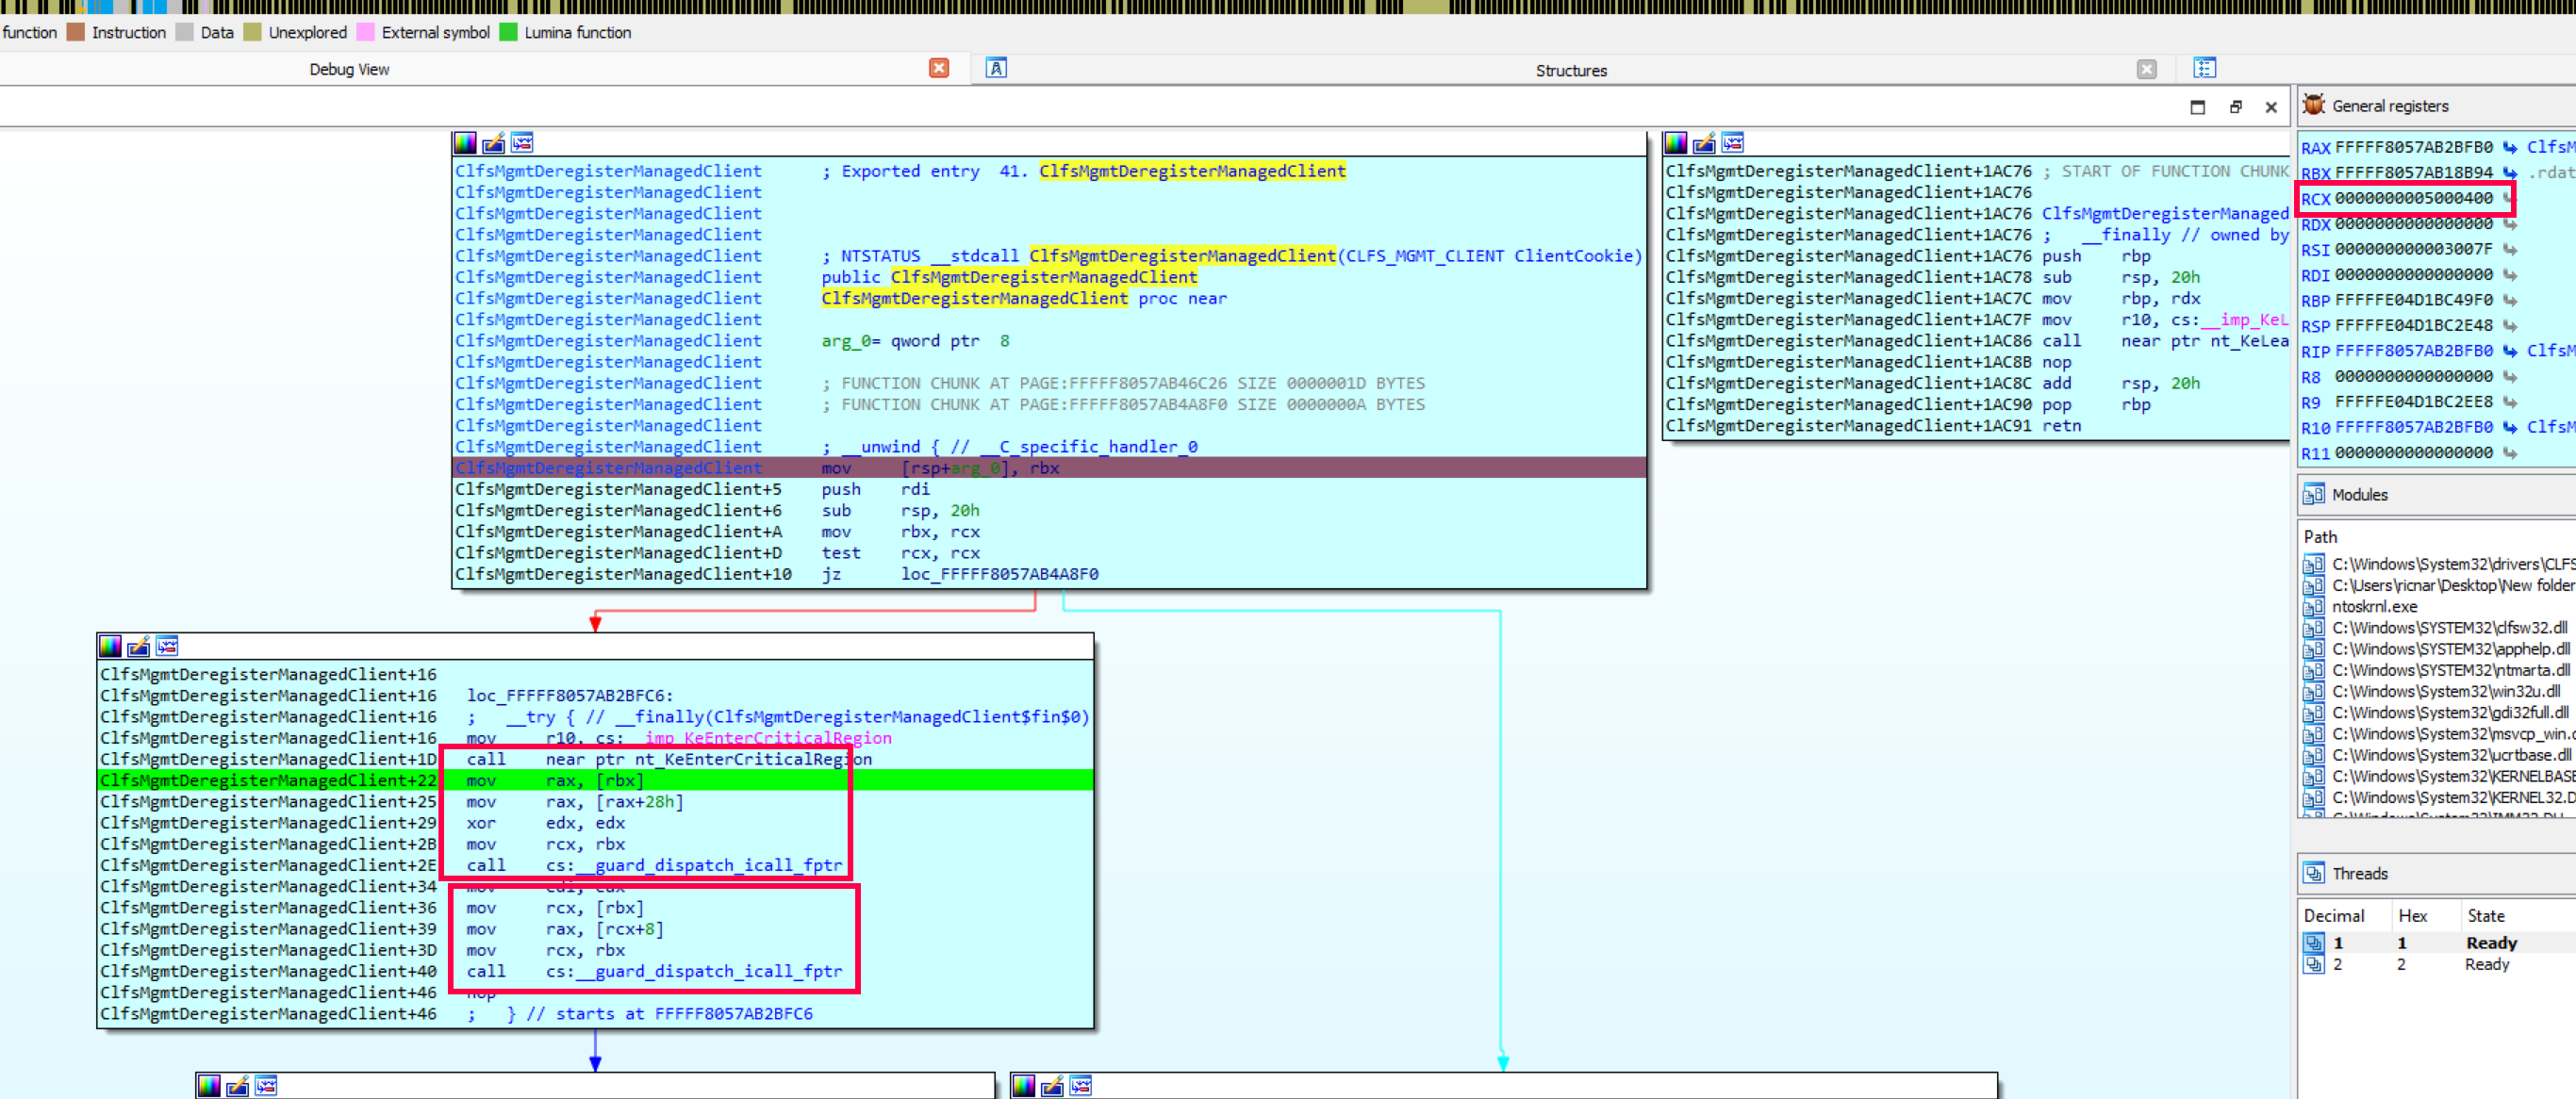 function Instruction Data Unexplored External symbol Lumina function
Debug View
Structures
ClfsMgmtDeregisterManagedClient ; Exported entry 41. ClfsMgmtDeregisterManagedClient
ClfsMgmtDeregisterManagedClient
ClfsMgmtDeregisterManagedClient
ClfsMgmtDeregisterManagedClient
ClfsMgmtDeregisterManagedClient ; NTSTATUS __stdcall ClfsMgmtDeregisterManagedClient(CLFS_MGMT_CLIENT ClientCookie)
ClfsMgmtDeregisterManagedClient public ClfsMgmtDeregisterManagedClient
ClfsMgmtDeregisterManagedClient ClfsMgmtDeregisterManagedClient proc near
ClfsMgmtDeregisterManagedClient
ClfsMgmtDeregisterManagedClient arg_0= qword ptr 8
ClfsMgmtDeregisterManagedClient
ClfsMgmtDeregisterManagedClient ; FUNCTION CHUNK AT PAGE:FFFFF8057AB46C26 SIZE 0000001D BYTES
ClfsMgmtDeregisterManagedClient ; FUNCTION CHUNK AT PAGE:FFFFF8057AB4A8F0 SIZE 0000000A BYTES
ClfsMgmtDeregisterManagedClient
ClfsMgmtDeregisterManagedClient ; __unwind { // __C_specific_handler_0
ClfsMgmtDeregisterManagedClient mov [rsp+arg_0], rbx
ClfsMgmtDeregisterManagedClient+5 push rdi
ClfsMgmtDeregisterManagedClient+6 sub rsp, 20h
ClfsMgmtDeregisterManagedClient+A mov rbx, rcx
ClfsMgmtDeregisterManagedClient+D test rcx, rcx
ClfsMgmtDeregisterManagedClient+10 jz loc_FFFFF8057AB4A8F0
ClfsMgmtDeregisterManagedClient+1AC76 ; START OF FUNCTION CHUNK
ClfsMgmtDeregisterManagedClient+1AC76
ClfsMgmtDeregisterManagedClient+1AC76 ClfsMgmtDeregisterManaged
ClfsMgmtDeregisterManagedClient+1AC76 ; __finally // owned by
ClfsMgmtDeregisterManagedClient+1AC76 push rbp
ClfsMgmtDeregisterManagedClient+1AC78 sub rsp, 20h
ClfsMgmtDeregisterManagedClient+1AC7C mov rbp, rdx
ClfsMgmtDeregisterManagedClient+1AC7F mov r10, cs:__imp_KeL
ClfsMgmtDeregisterManagedClient+1AC86 call near ptr nt_KeLea
ClfsMgmtDeregisterManagedClient+1AC8B nop
ClfsMgmtDeregisterManagedClient+1AC8C add rsp, 20h
ClfsMgmtDeregisterManagedClient+1AC90 pop rbp
ClfsMgmtDeregisterManagedClient+1AC91 retn
ClfsMgmtDeregisterManagedClient+16
ClfsMgmtDeregisterManagedClient+16 loc_FFFFF8057AB2BFC6:
ClfsMgmtDeregisterManagedClient+16 ; __try { // __finally(ClfsMgmtDeregisterManagedClient$fin$0)
ClfsMgmtDeregisterManagedClient+16 mov r10, cs:__imp_KeEnterCriticalRegion
ClfsMgmtDeregisterManagedClient+1D call near ptr nt_KeEnterCriticalRegion
ClfsMgmtDeregisterManagedClient+22 mov rax, [rbx]
ClfsMgmtDeregisterManagedClient+25 mov rax, [rax+28h]
ClfsMgmtDeregisterManagedClient+29 xor edx, edx
ClfsMgmtDeregisterManagedClient+2B mov rcx, rbx
ClfsMgmtDeregisterManagedClient+2E call cs:__guard_dispatch_icall_fptr
ClfsMgmtDeregisterManagedClient+34 mov edi, eax
ClfsMgmtDeregisterManagedClient+36 mov rcx, [rbx]
ClfsMgmtDeregisterManagedClient+39 mov rax, [rcx+8]
ClfsMgmtDeregisterManagedClient+3D mov rcx, rbx
ClfsMgmtDeregisterManagedClient+40 call cs:__guard_dispatch_icall_fptr
ClfsMgmtDeregisterManagedClient+46 nop
ClfsMgmtDeregisterManagedClient+46 ; } // starts at FFFFF8057AB2BFC6
General registers
RAX FFFFF8057AB2BFB0 ClfsM
RBX FFFFF8057AB18B94 .rdat
RCX 0000000005000400
RDX 0000000000000000
RSI 000000000003007F
RDI 0000000000000000
RBP FFFFFE04D1BC49F0
RSP FFFFFE04D1BC2E48
RIP FFFFF8057AB2BFB0 ClfsM
R8 0000000000000000
R9 FFFFFE04D1BC2EE8
R10 FFFFF8057AB2BFB0 ClfsM
R11 0000000000000000
Modules
Path
C:\Windows\System32\drivers\CLFS
C:\Users\ricnar\Desktop\New folder
ntoskrnl.exe
C:\Windows\SYSTEM32\clfsw32.dll
C:\Windows\SYSTEM32\apphelp.dll
C:\Windows\SYSTEM32\ntmarta.dll
C:\Windows\System32\win32u.dll
C:\Windows\System32\gdi32full.dll
C:\Windows\System32\msvcp_win.d
C:\Windows\System32\ucrtbase.dll
C:\Windows\System32\KERNELBASE
C:\Windows\System32\KERNEL32.D
Threads
Decimal Hex State
1 1 Ready
2 2 Ready